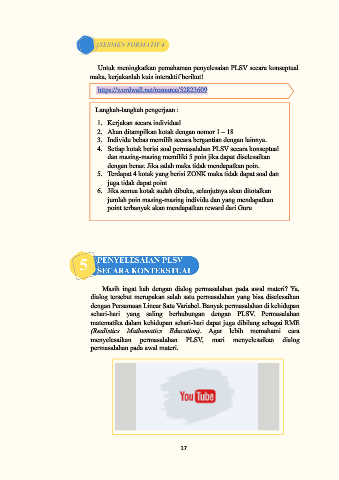 ASESMEN FORMATIF 4
Untuk meningkatkan pemahaman penyelesaian PLSV secara konseptual
maka, kerjakanlah kuis interaktif berikut!
https://wordwall.net/resource/52823609
Langkah-langkah pengerjaan :
1. Kerjakan secara individual
2. Akan ditampilkan kotak dengan nomor 1 – 18
3. Individu bebas memilih secara bergantian dengan lainnya.
4. Setiap kotak berisi soal permasalahan PLSV secara konseptual
dan masing-masing memiliki 5 poin jika dapat diselesaikan
dengan benar. Jika salah maka tidak mendapatkan poin.
5. Terdapat 4 kotak yang berisi ZONK maka tidak dapat soal dan
juga tidak dapat point
6. Jika semua kotak sudah dibuka, selanjutnya akan ditotalkan
jumlah poin masing-masing individu dan yang mendapatkan
point terbanyak akan mendapatkan reward dari Guru
5 PENYELESAIAN PLSV
SECARA KONTEKSTUAL
Masih ingat kah dengan dialog permasalahan pada awal materi? Ya,
dialog tersebut merupakan salah satu permasalahan yang bisa diselesaikan
dengan Persamaan Linear Satu Variabel. Banyak permasalahan di kehidupan
sehari-hari yang saling berhubungan dengan PLSV. Permasalahan
matematika dalam kehidupan sehari-hari dapat juga dibilang sebagai RME
(Realistics Mathematics Education). Agar lebih memahami cara
menyelesaikan permasalahan PLSV, mari menyelesaikan dialog
permasalahan pada awal materi.
YouTube
17